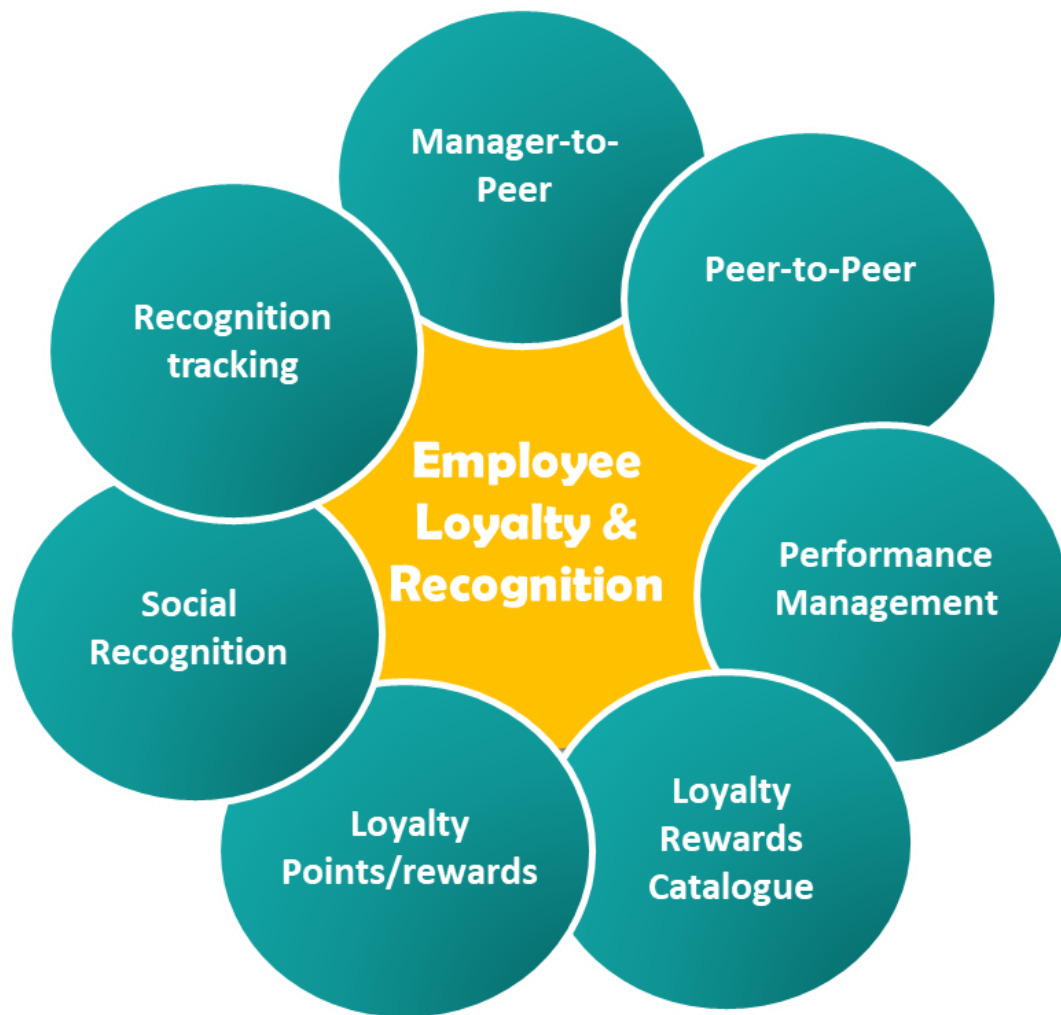 Manager-to-
Peer
Peer-to-Peer
Performance
Management
Loyalty
Rewards
Catalogue
Loyalty
Points/rewards
Social
Recognition
Recognition
tracking
Employee
Loyalty &
Recognition